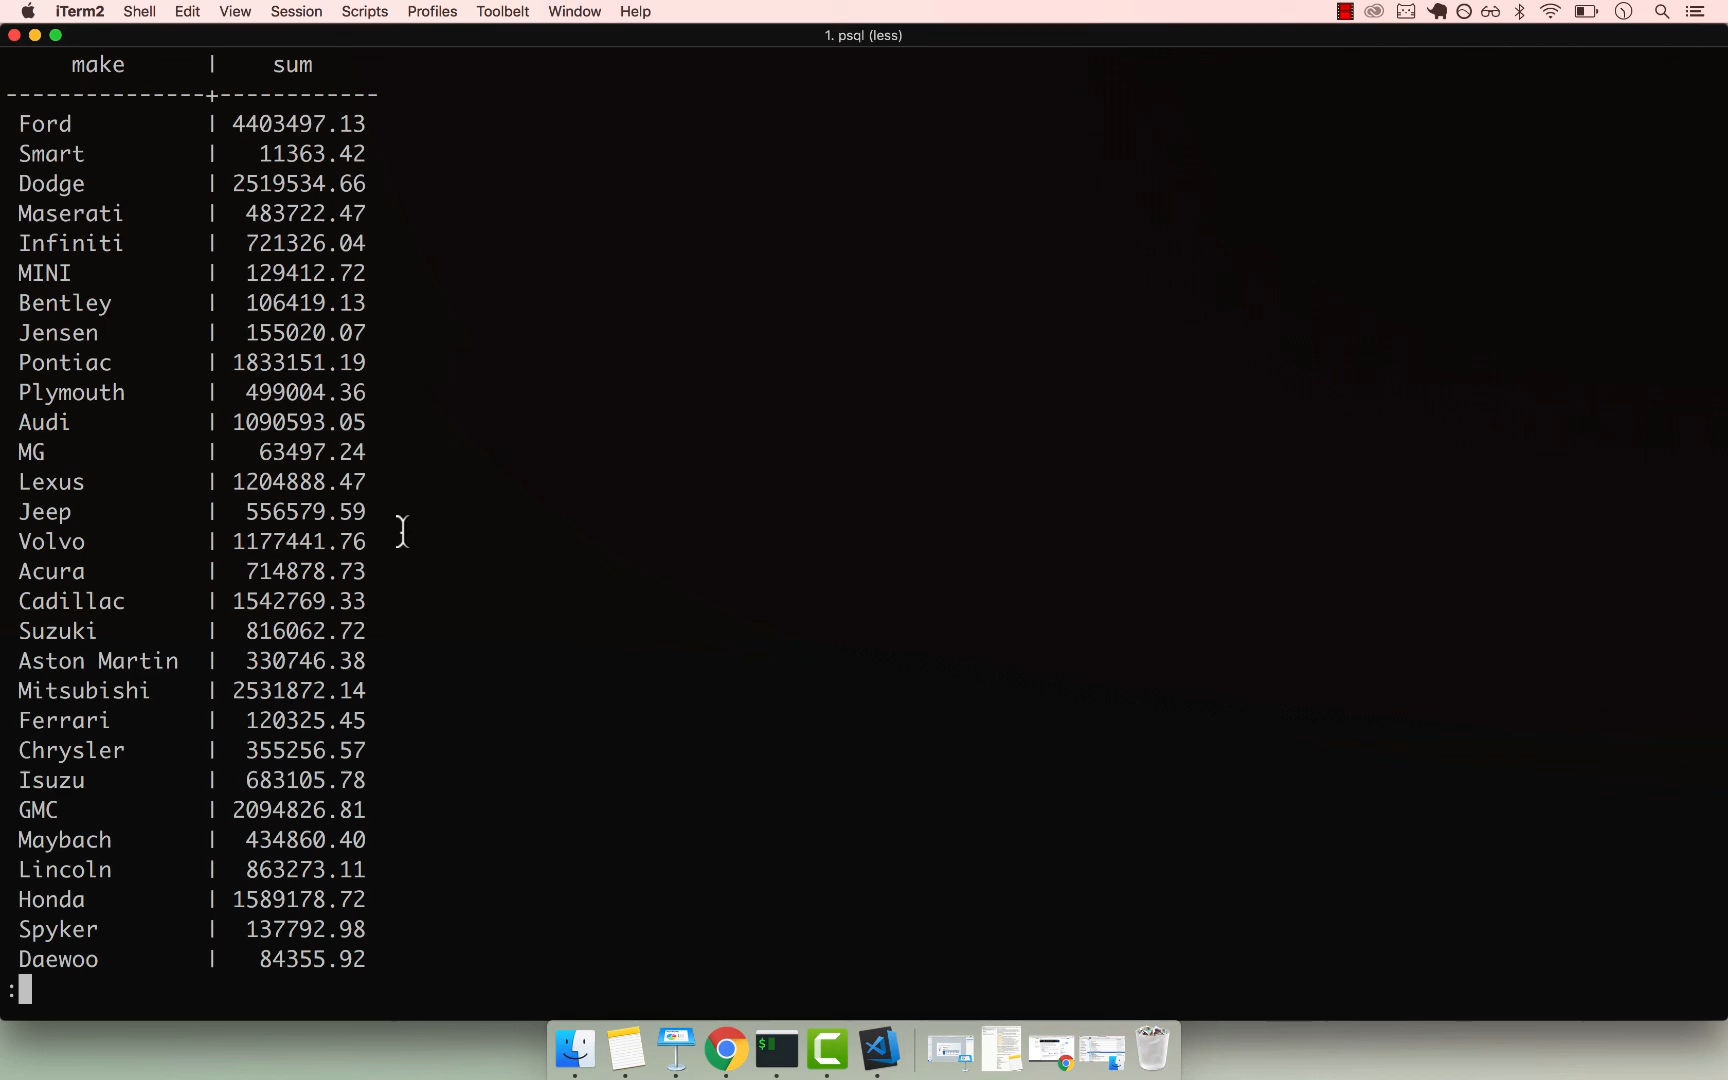 iTerm2 Shell Edit View Session Scripts Profiles Toolbelt Window Help
1. psql (less)
make | sum
---------------+------------
Ford | 4403497.13
Smart | 11363.42
Dodge | 2519534.66
Maserati | 483722.47
Infiniti | 721326.04
MINI | 129412.72
Bentley | 106419.13
Jensen | 155020.07
Pontiac | 1833151.19
Plymouth | 499004.36
Audi | 1090593.05
MG | 63497.24
Lexus | 1204888.47
Jeep | 556579.59
Volvo | 1177441.76
Acura | 714878.73
Cadillac | 1542769.33
Suzuki | 816062.72
Aston Martin | 330746.38
Mitsubishi | 2531872.14
Ferrari | 120325.45
Chrysler | 355256.57
Isuzu | 683105.78
GMC | 2094826.81
Maybach | 434860.40
Lincoln | 863273.11
Honda | 1589178.72
Spyker | 137792.98
Daewoo | 84355.92
: